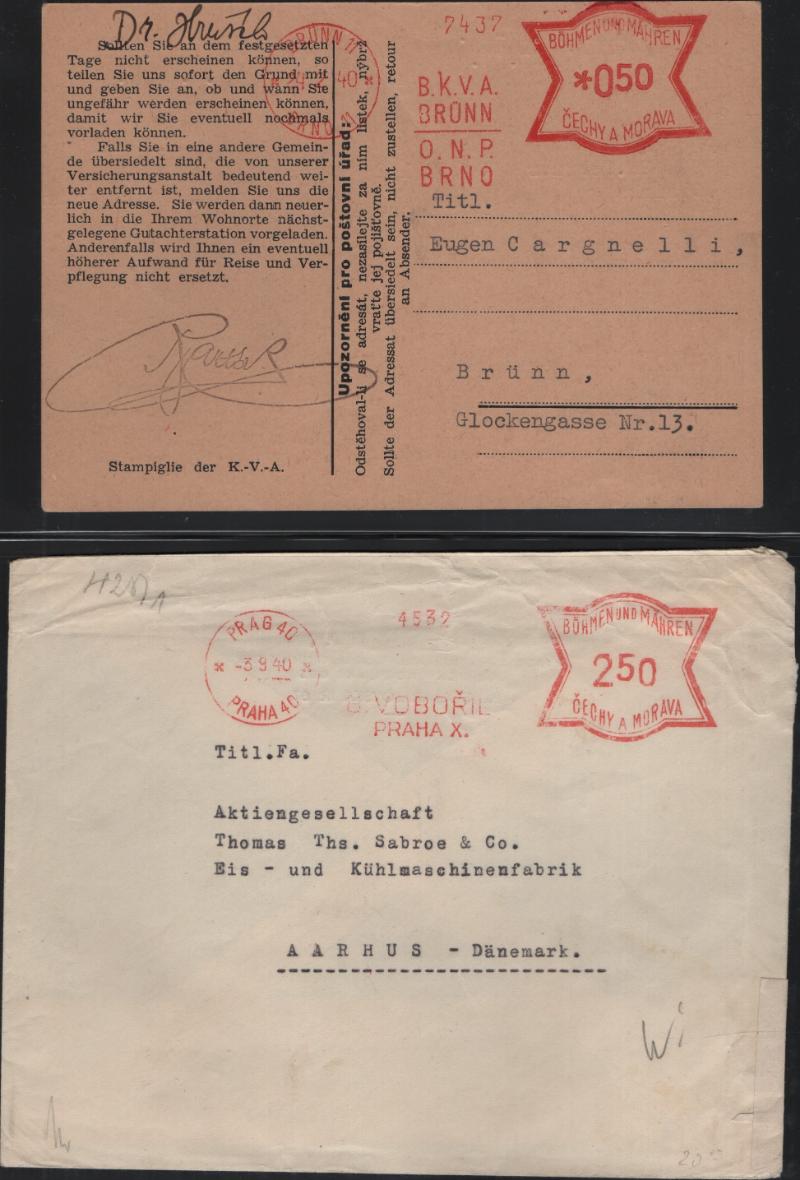 Dr.
Sollten Sie an dem festgesetzten
Tage nicht erscheinen können, so
teilen Sie uns sofort den Grund mit
und geben Sie an, ob und wann Sie
ungefähr werden erscheinen können,
damit wir Sie eventuell nochmals
vorladen können.
Falls Sie in eine andere Gemein-
de übersiedelt sind, die von unserer
Versicherungsanstalt bedeutend wei-
ter entfernt ist, melden Sie uns die
neue Adresse. Sie werden dann neuer-
lich in die Ihrem Wohnorte nächst-
gelegene Gutachterstation vorgeladen.
Anderenfalls wird Ihnen ein eventuell
höherer Aufwand für Reise und Ver-
pflegung nicht ersetzt.
Stampiglie der K.-V.-A.
Upozornění pro poštovní úřad:
Odstěhoval-li se adresát, nezasílejte za ním lístek, nýbrž
vraťte jej pojišťovně.
Sollte der Adressat übersiedelt sein, nicht zustellen, retour
an Absender.
BRÜNN 11
40
BRNO 11
7437
B.K.V.A.
BRÜNN
O.N.P.
BRNO
BÖHMEN UND MÄHREN
*050
ČECHY A MORAVA
Titl.
Eugen Cargnelli,
Brünn,
Glockengasse Nr.13.
PRAG 40
-3.9.40
PRAHA 40
4532
VOBOŘIL
PRAHA X.
BÖHMEN UND MÄHREN
250
ČECHY A MORAVA
Titl.Fa.
Aktiengesellschaft
Thomas Ths. Sabroe & Co.
Eis - und Kühlmaschinenfabrik
AARHUS - Dänemark.